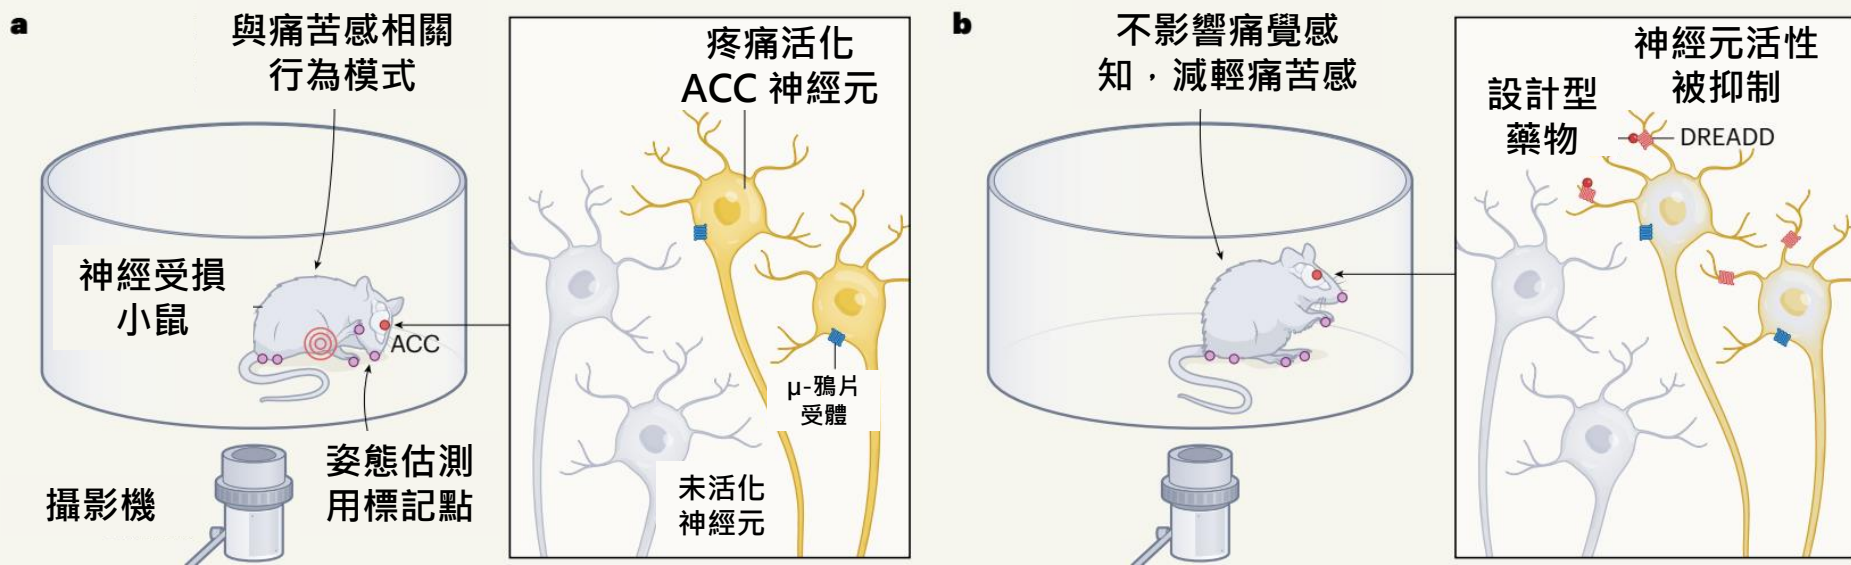 a
與痛苦感相關
行為模式
疼痛活化
ACC 神經元
神經受損
小鼠
ACC
μ-鴉片
受體
攝影機
姿態估測
用標記點
未活化
神經元
b
不影響痛覺感
知，減輕痛苦感
設計型
藥物
神經元活性
被抑制
DREADD